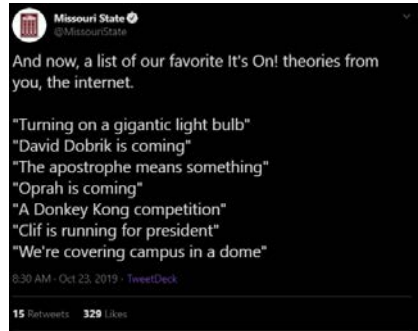 Missouri State
@MissouriState
And now, a list of our favorite It's On! theories from
you, the internet.
"Turning on a gigantic light bulb"
"David Dobrik is coming"
"The apostrophe means something"
"Oprah is coming"
"A Donkey Kong competition"
"Clif is running for president"
"We're covering campus in a dome"
8:30 AM · Oct 23, 2019 · TweetDeck
15 Retweets 329 Likes